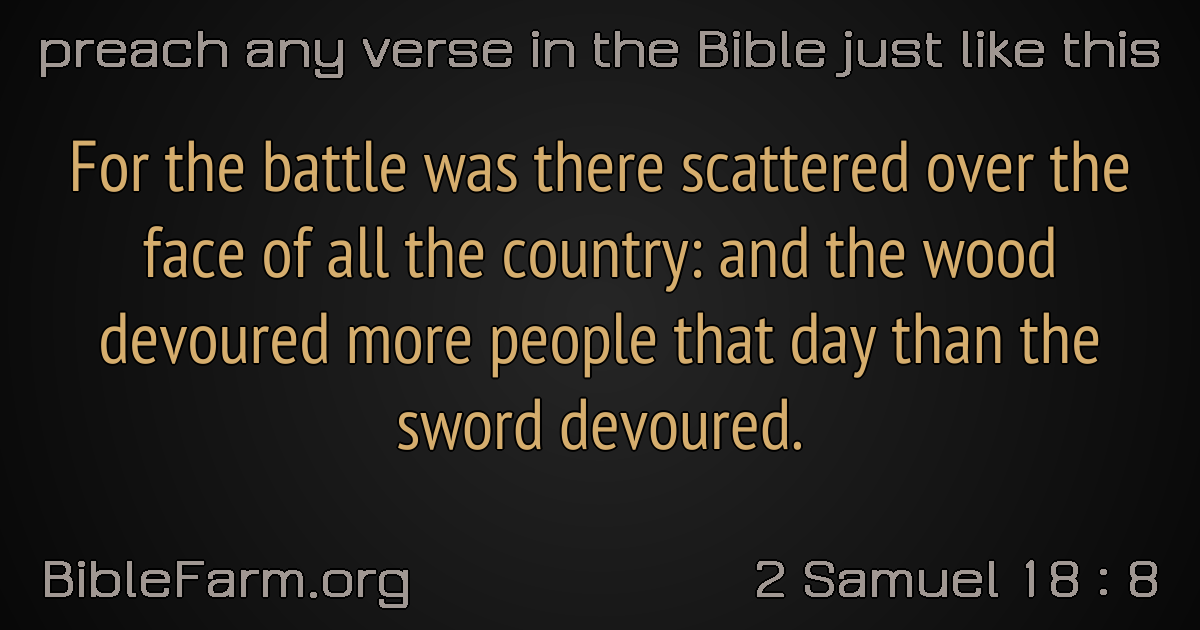 preach any verse in the Bible just like this
For the battle was there scattered over the
face of all the country: and the wood
devoured more people that day than the
sword devoured.
BibleFarm.org
2 Samuel 18 : 8